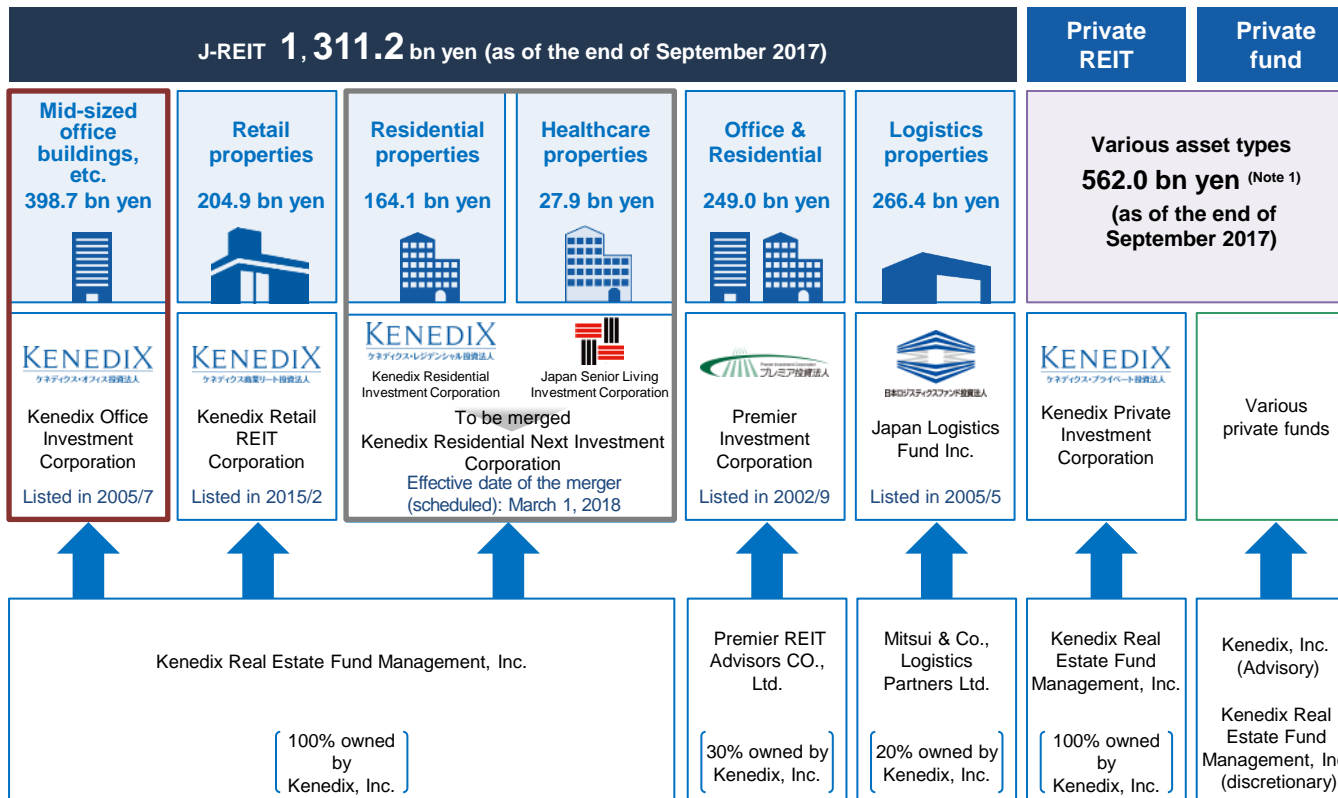 J-REIT 1,311.2 bn yen (as of the end of September 2017)
Private
REIT
Private
fund
Mid-sized
office
buildings,
etc.
398.7 bn yen
Retail
properties
204.9 bn yen
Residential
properties
164.1 bn yen
Healthcare
properties
27.9 bn yen
Office &
Residential
249.0 bn yen
Logistics
properties
266.4 bn yen
Various asset types
562.0 bn yen (Note 1)
(as of the end of
September 2017)
KENEDIX
ケネディクス・オフィス投資法人
Kenedix Office
Investment
Corporation
Listed in 2005/7
KENEDIX
ケネディクス商業リート投資法人
Kenedix Retail
REIT
Corporation
Listed in 2015/2
KENEDIX
ケネディクス・レジデンシャル投資法人
Kenedix Residential
Investment Corporation
Japan Senior Living
Investment Corporation
To be merged
Kenedix Residential Next Investment
Corporation
Effective date of the merger
(scheduled): March 1, 2018
Premier Investment Corporation
プレミア投資法人
Premier
Investment
Corporation
Listed in 2002/9
日本ロジスティクスファンド投資法人
Japan Logistics
Fund Inc.
Listed in 2005/5
KENEDIX
ケネディクス・プライベート投資法人
Kenedix Private
Investment
Corporation
Various
private funds
Kenedix Real Estate Fund Management, Inc.
100% owned
by
Kenedix, Inc.
Premier REIT
Advisors CO.,
Ltd.
30% owned by
Kenedix, Inc.
Mitsui & Co.,
Logistics
Partners Ltd.
20% owned by
Kenedix, Inc.
Kenedix Real
Estate Fund
Management, Inc.
100% owned
by
Kenedix, Inc.
Kenedix, Inc.
(Advisory)
Kenedix Real
Estate Fund
Management, Inc
(discretionary)